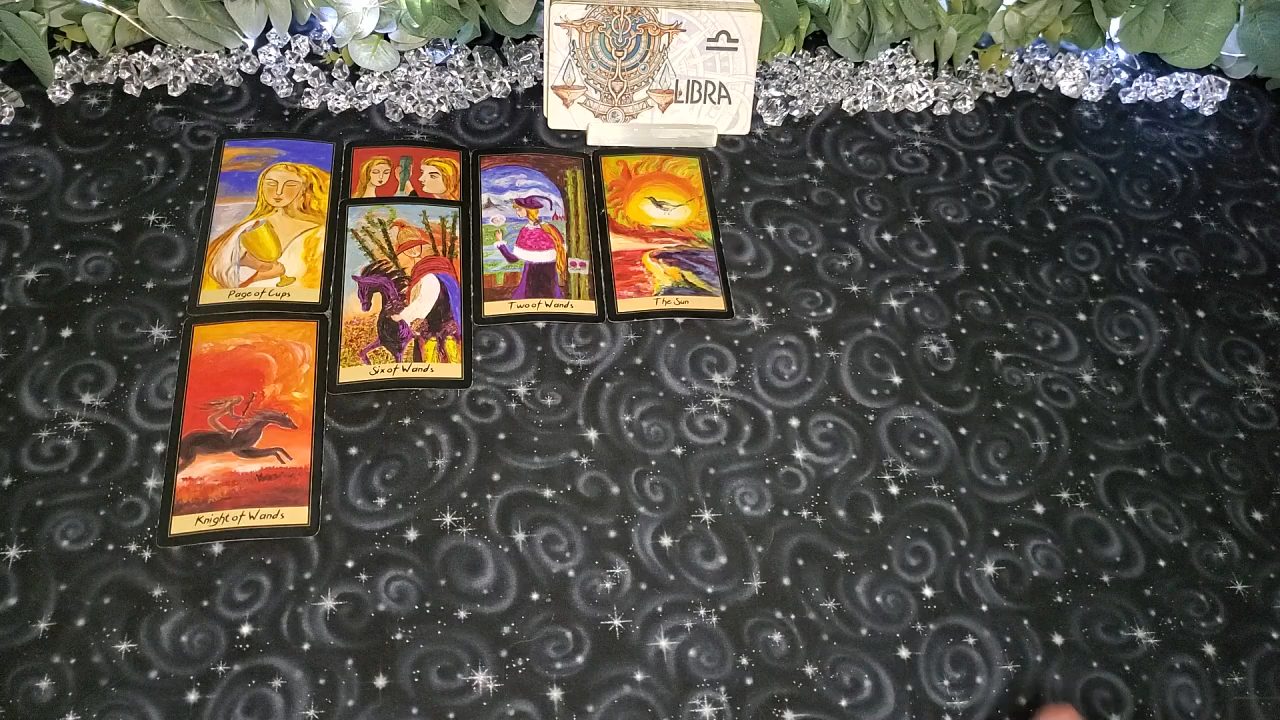 LIBRA
Page of Cups
Six of Wands
Two of Wands
The Sun
Knight of Wands